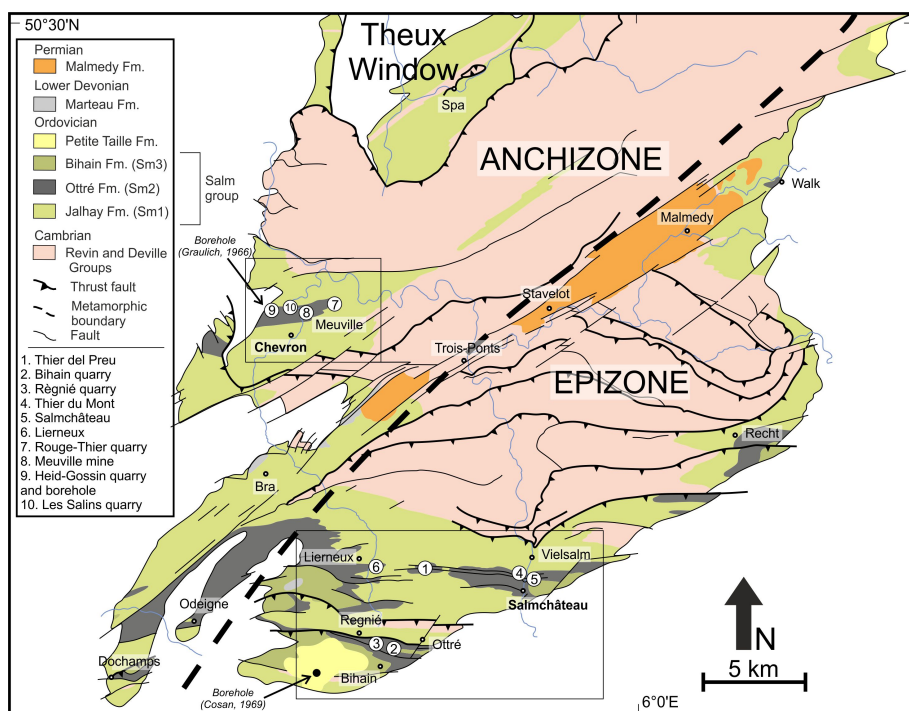 50°30'N
Permian
Malmedy Fm.
Lower Devonian
Marteau Fm.
Ordovician
Petite Taille Fm.
Bihain Fm. (Sm3)
Ottré Fm. (Sm2)
Jalhay Fm. (Sm1)
Salm
group
Cambrian
Revin and Deville
Groups
Thrust fault
Metamorphic
boundary
Fault
1. Thier del Preu
2. Bihain quarry
3. Règnié quarry
4. Thier du Mont
5. Salmchâteau
6. Lierneux
7. Rouge-Thier quarry
8. Meuville mine
9. Heid-Gossin quarry
and borehole
10. Les Salins quarry
Theux
Window
Spa
ANCHIZONE
Walk
Malmedy
Borehole
(Graulich, 1966)
9
10
8
7
Meuville
Chevron
Stavelot
Trois-Ponts
EPIZONE
Recht
Bra
Lierneux
6
1
Vielsalm
4
5
Salmchâteau
Odeigne
Regnié
3
2
Ottré
Dochamps
Bihain
Borehole
(Cosan, 1969)
N
5 km
6°0'E